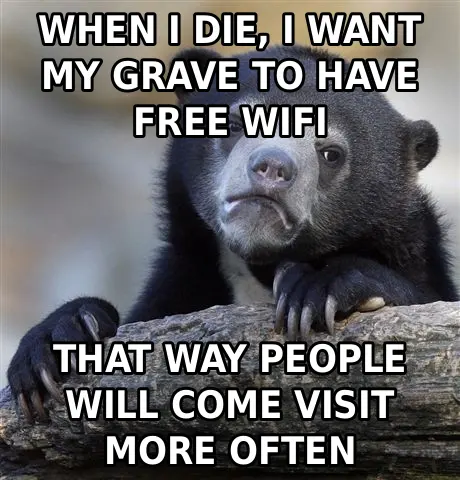 WHEN I DIE, I WANT
MY GRAVE TO HAVE
FREE WIFI
THAT WAY PEOPLE
WILL COME VISIT
MORE OFTEN